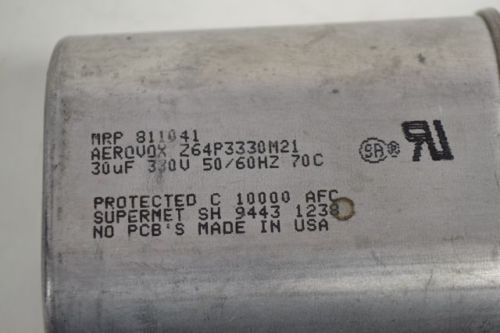 MRP 811041
AEROVOX Z64P3330M21
30uF 330V 50/60HZ 70C
SA®
PROTECTED C 10000 AFC
SUPERMET SH 9443 1238
NO PCB'S MADE IN USA